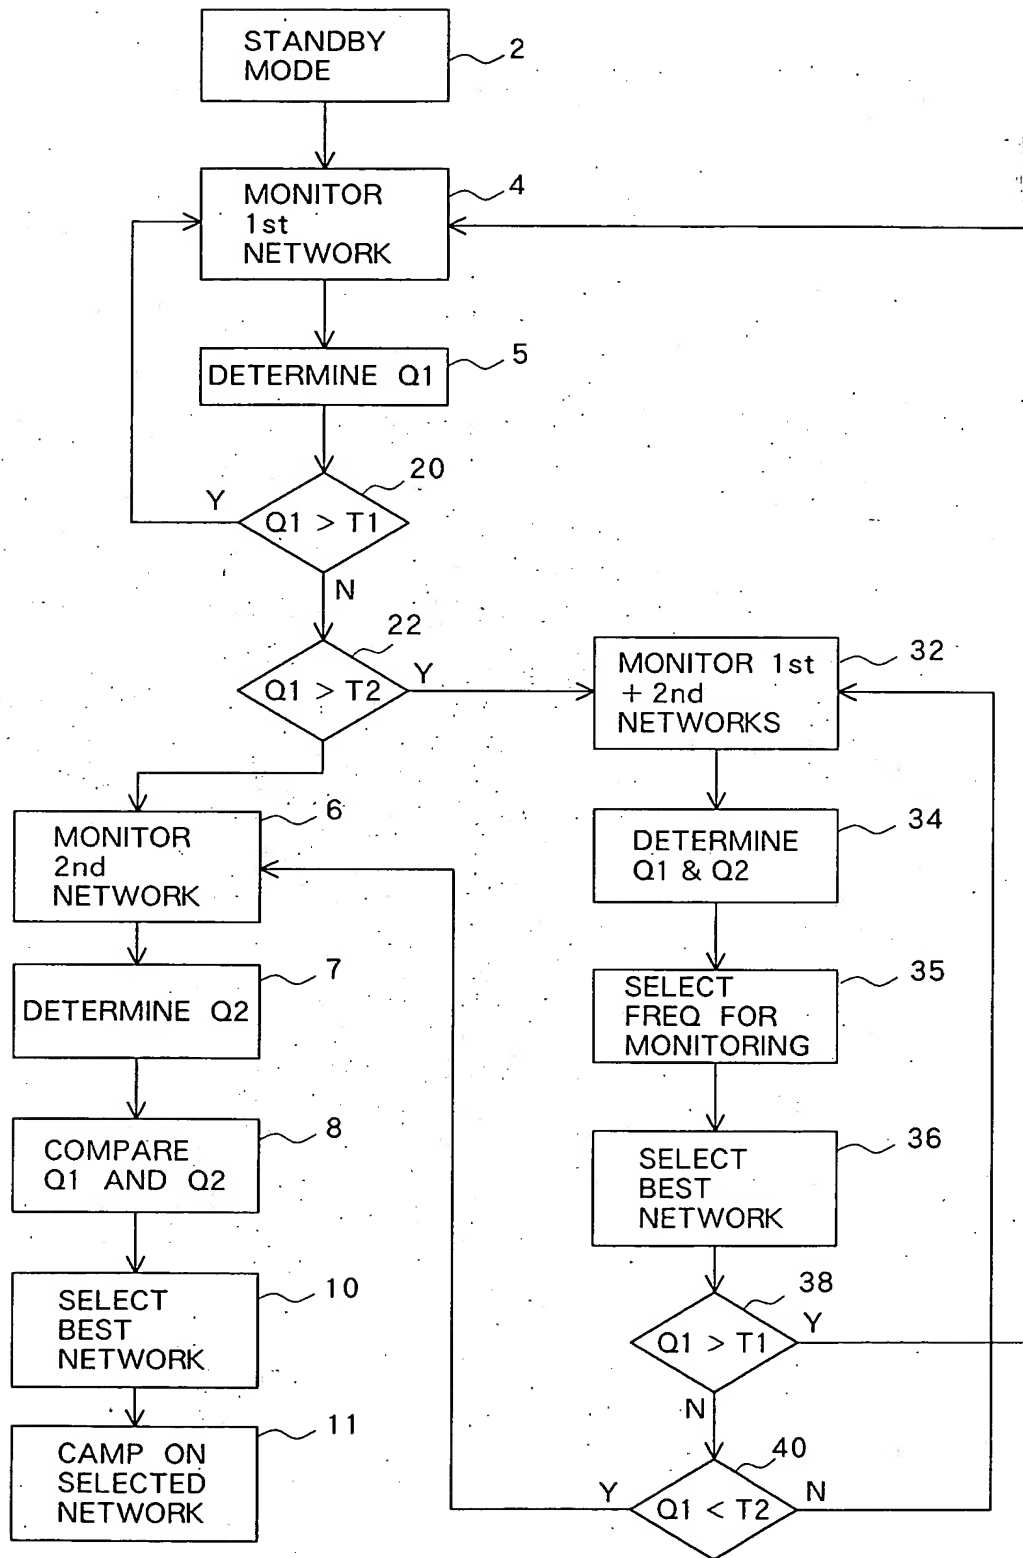 STANDBY
MODE
2
MONITOR
1st
NETWORK
4
DETERMINE Q1
5
Q1 > T1
20
Y
N
Q1 > T2
22
Y
MONITOR 1st
+ 2nd
NETWORKS
32
MONITOR
2nd
NETWORK
6
DETERMINE
Q1 & Q2
34
DETERMINE Q2
7
SELECT
FREQ FOR
MONITORING
35
COMPARE
Q1 AND Q2
8
SELECT
BEST
NETWORK
36
SELECT
BEST
NETWORK
10
Q1 > T1
38
Y
N
CAMP ON
SELECTED
NETWORK
11
Q1 < T2
40
Y
N